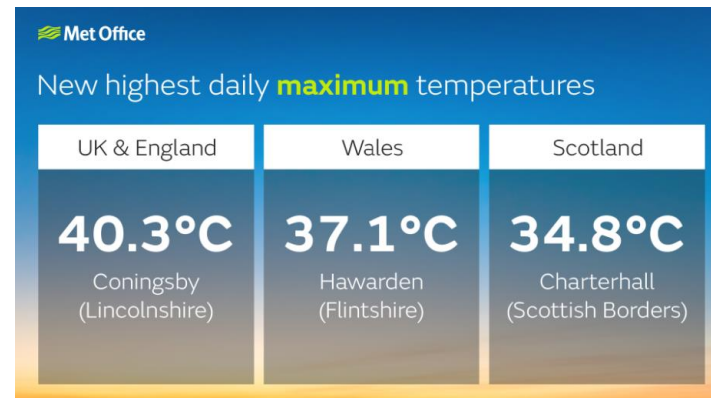 Met Office
New highest daily maximum temperatures
UK & England
40.3°C
Coningsby
(Lincolnshire)
Wales
37.1°C
Hawarden
(Flintshire)
Scotland
34.8°C
Charterhall
(Scottish Borders)